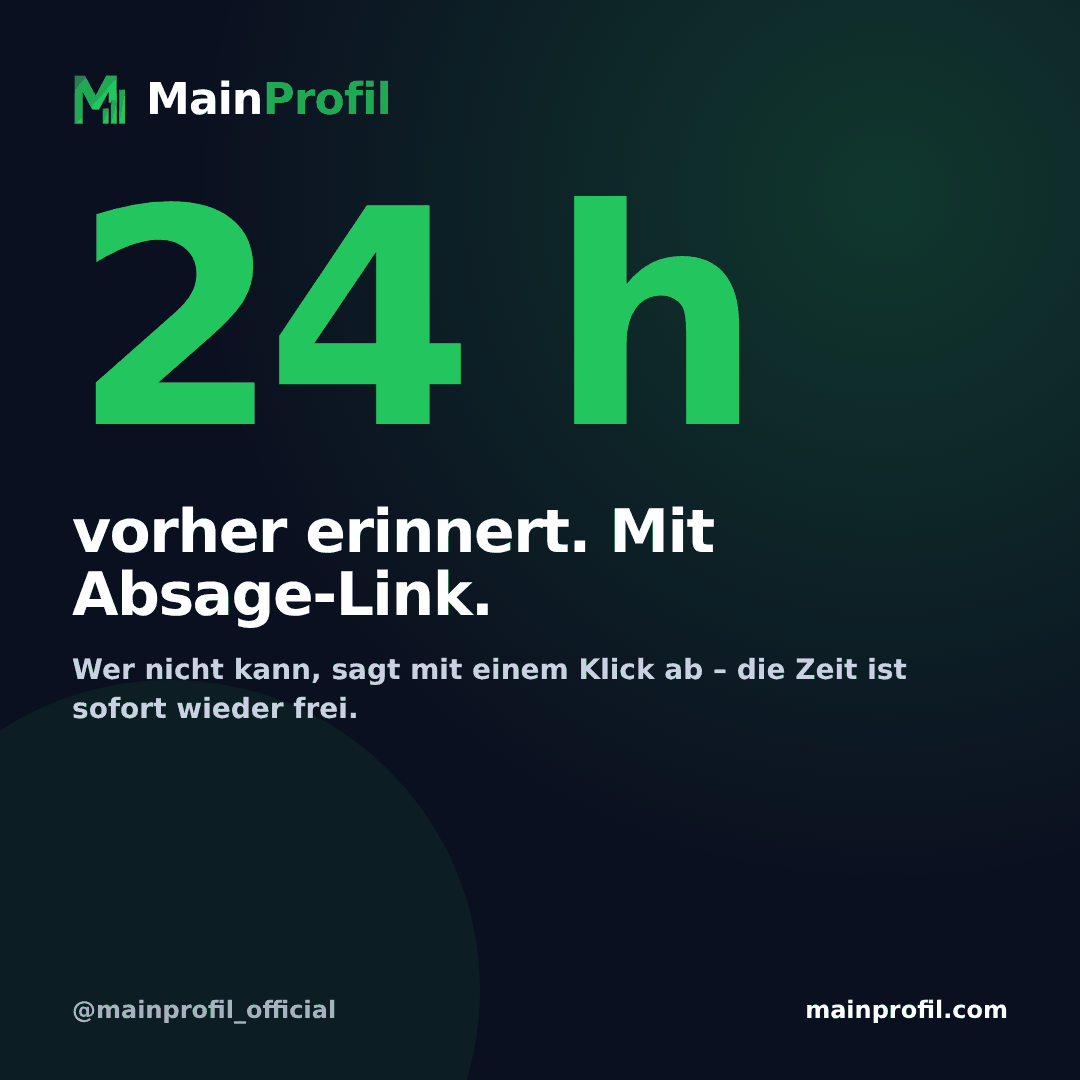 MainProfil
24 h
vorher erinnert. Mit
Absage-Link.
Wer nicht kann, sagt mit einem Klick ab – die Zeit ist
sofort wieder frei.
@mainprofil_official
mainprofil.com